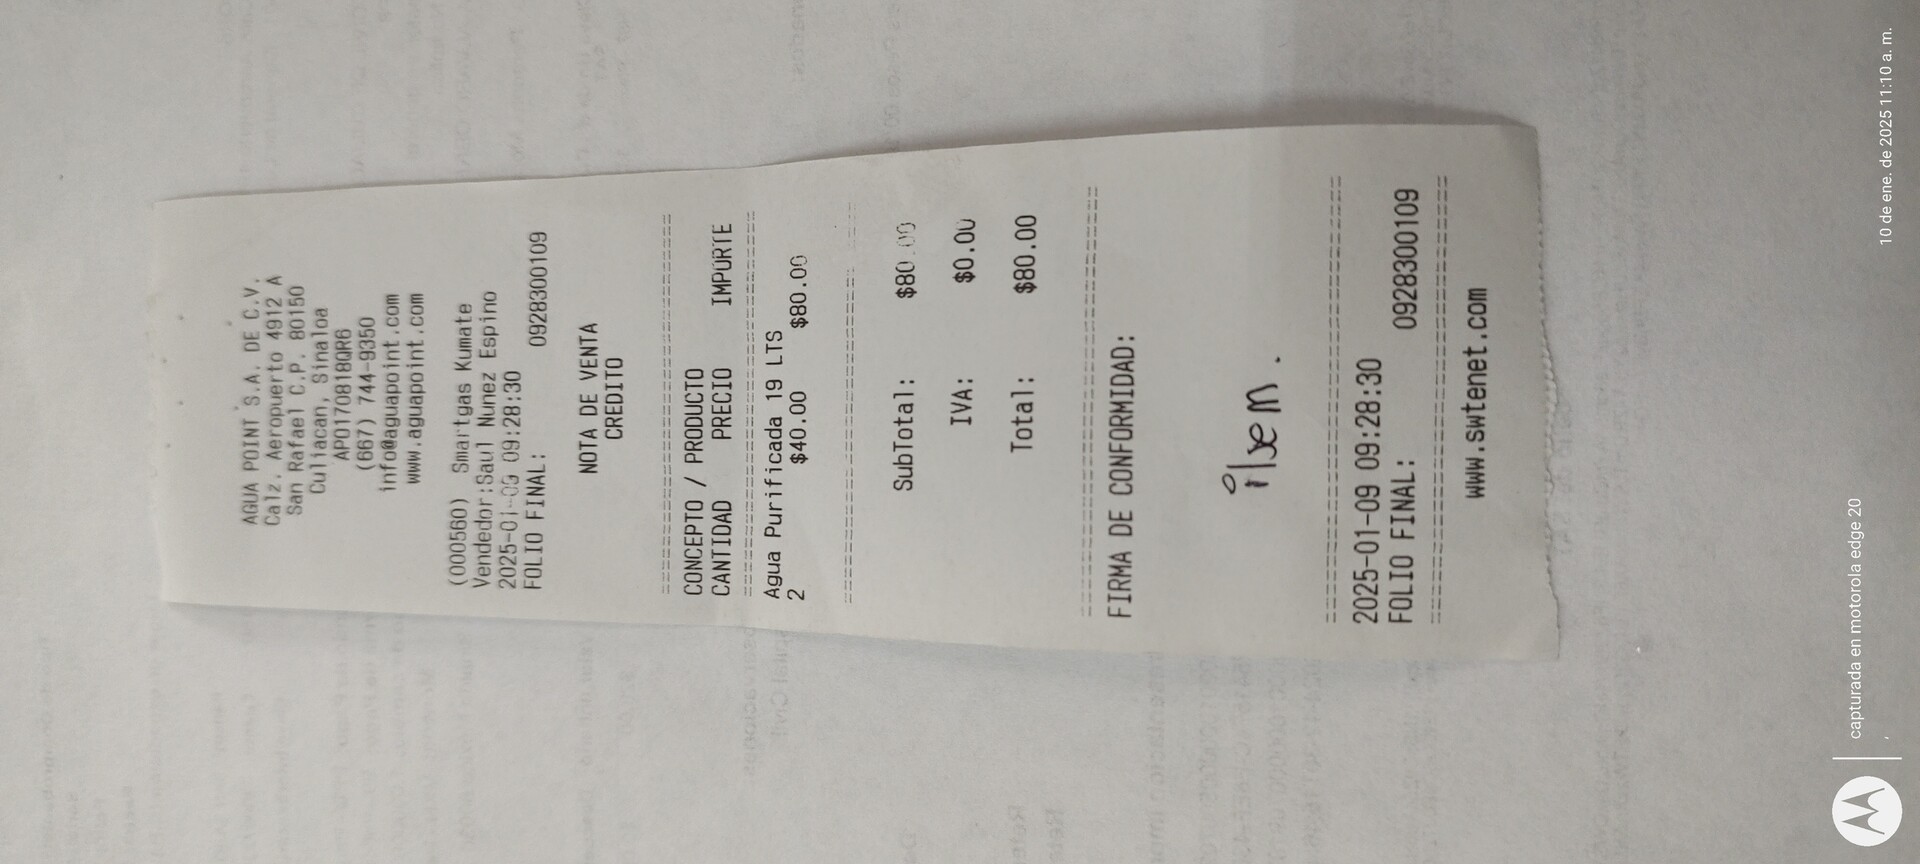 AGUA POINT S.A. DE C.V.
Calz. Aeropuerto 4912 A
San Rafael C.P. 80150
Culiacan, Sinaloa
APO170818QR6
(667) 744-9350
info@aguapoint.com
www.aguapoint.com
(000560) Smartgas Kumate
Vendedor:Saul Nunez Espino
2025-01-09 09:28:30
FOLIO FINAL: 0928300109
NOTA DE VENTA
CREDITO
CONCEPTO / PRODUCTO
CANTIDAD PRECIO IMPORTE
Agua Purificada 19 LTS
2 $40.00 $80.00
SubTotal: $80.00
IVA: $0.00
Total: $80.00
FIRMA DE CONFORMIDAD:
2025-01-09 09:28:30
FOLIO FINAL: 0928300109
www.swtenet.com
capturada en motorola edge 20
10 de ene. de 2025 11:10 a. m.